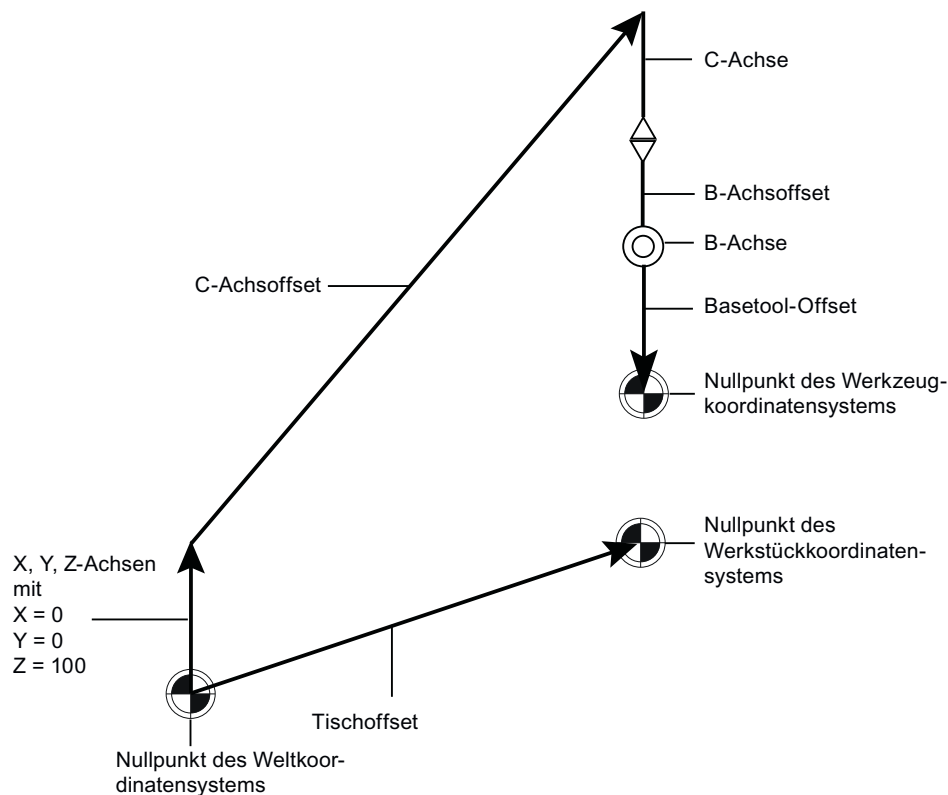 C-Achse
B-Achsoffset
B-Achse
C-Achsoffset
Basetool-Offset
Nullpunkt des Werkzeug-
koordinatensystems
Nullpunkt des
Werkstückkoordinaten-
systems
X, Y, Z-Achsen
mit
X = 0
Y = 0
Z = 100
Tischoffset
Nullpunkt des Weltkoor-
dinatensystems